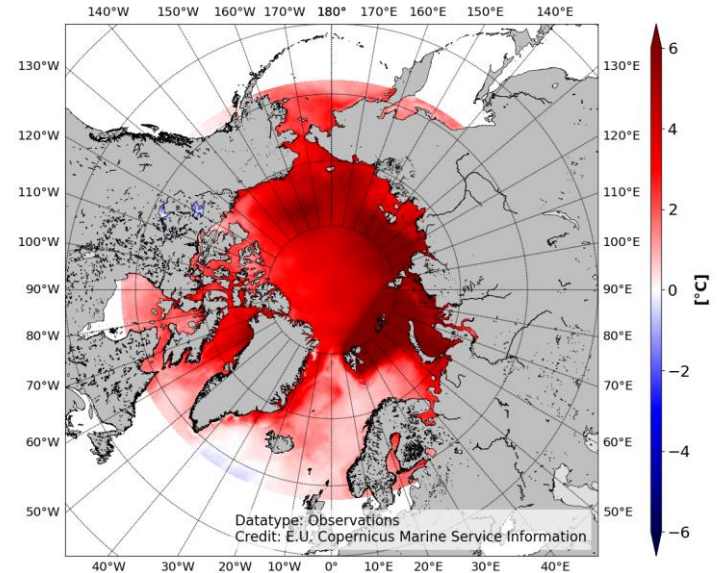 140°W 150°W 160°W 170°W 180° 170°E 160°E 150°E 140°E
130°W 130°E
120°W 120°E
110°W 110°E
100°W 100°E
90°W 90°E
80°W 80°E
70°W 70°E
60°W 60°E
50°W 50°E
40°W 30°W 20°W 10°W 0° 10°E 20°E 30°E 40°E
Datatype: Observations
Credit: E.U. Copernicus Marine Service Information
6
4
2
0
−2
−4
−6
[°C]